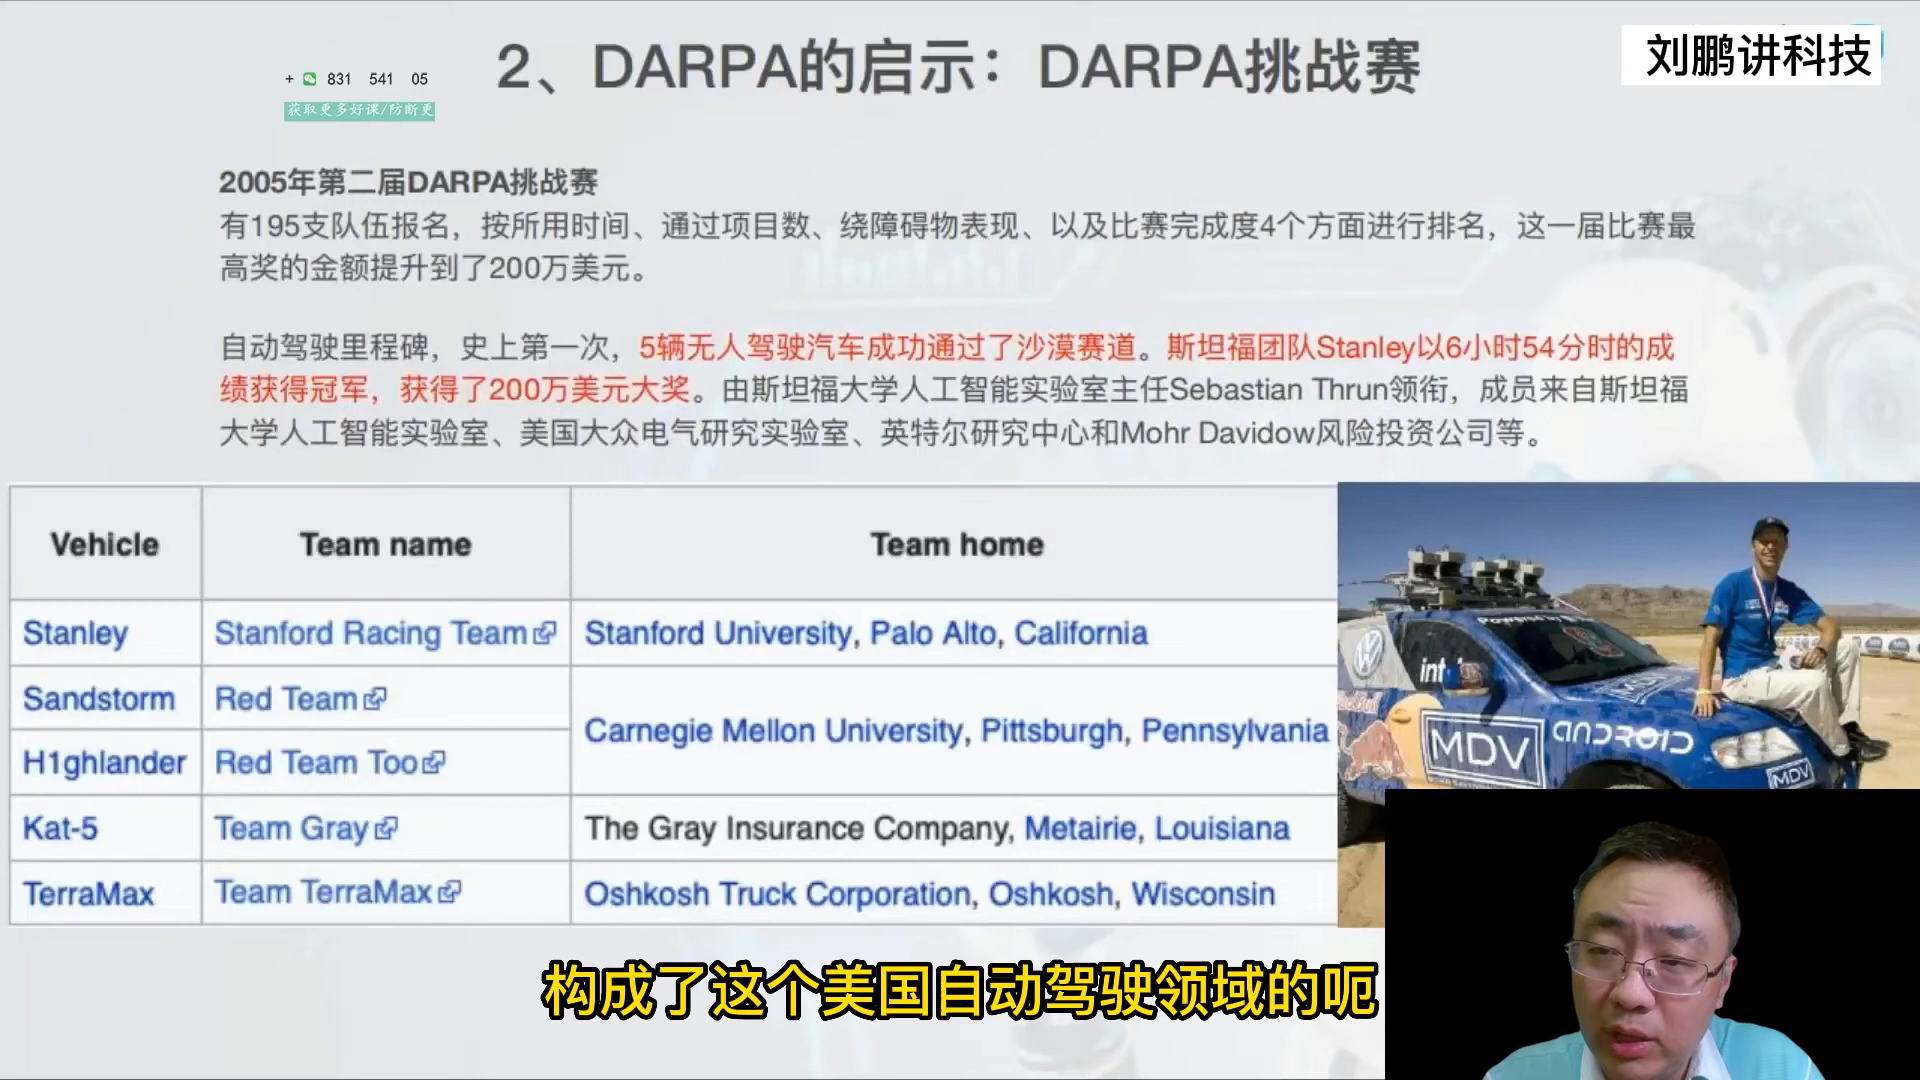 2、DARPA的启示：DARPA挑战赛
刘鹏讲科技
+ 831 541 05
获取更多好课/防断更
2005年第二届DARPA挑战赛
有195支队伍报名，按所用时间、通过项目数、绕障碍物表现、以及比赛完成度4个方面进行排名，这一届比赛最
高奖的金额提升到了200万美元。
自动驾驶里程碑，史上第一次，5辆无人驾驶汽车成功通过了沙漠赛道。斯坦福团队Stanley以6小时54分时的成
绩获得冠军，获得了200万美元大奖。由斯坦福大学人工智能实验室主任Sebastian Thrun领衔，成员来自斯坦福
大学人工智能实验室、美国大众电气研究实验室、英特尔研究中心和Mohr Davidow风险投资公司等。
Vehicle Team name Team home
Stanley Stanford Racing Team Stanford University, Palo Alto, California
Sandstorm Red Team
Carnegie Mellon University, Pittsburgh, Pennsylvania
H1ghlander Red Team Too
Kat-5 Team Gray The Gray Insurance Company, Metairie, Louisiana
TerraMax Team TerraMax Oshkosh Truck Corporation, Oshkosh, Wisconsin
MDV
ANDROID
MDV
构成了这个美国自动驾驶领域的呃